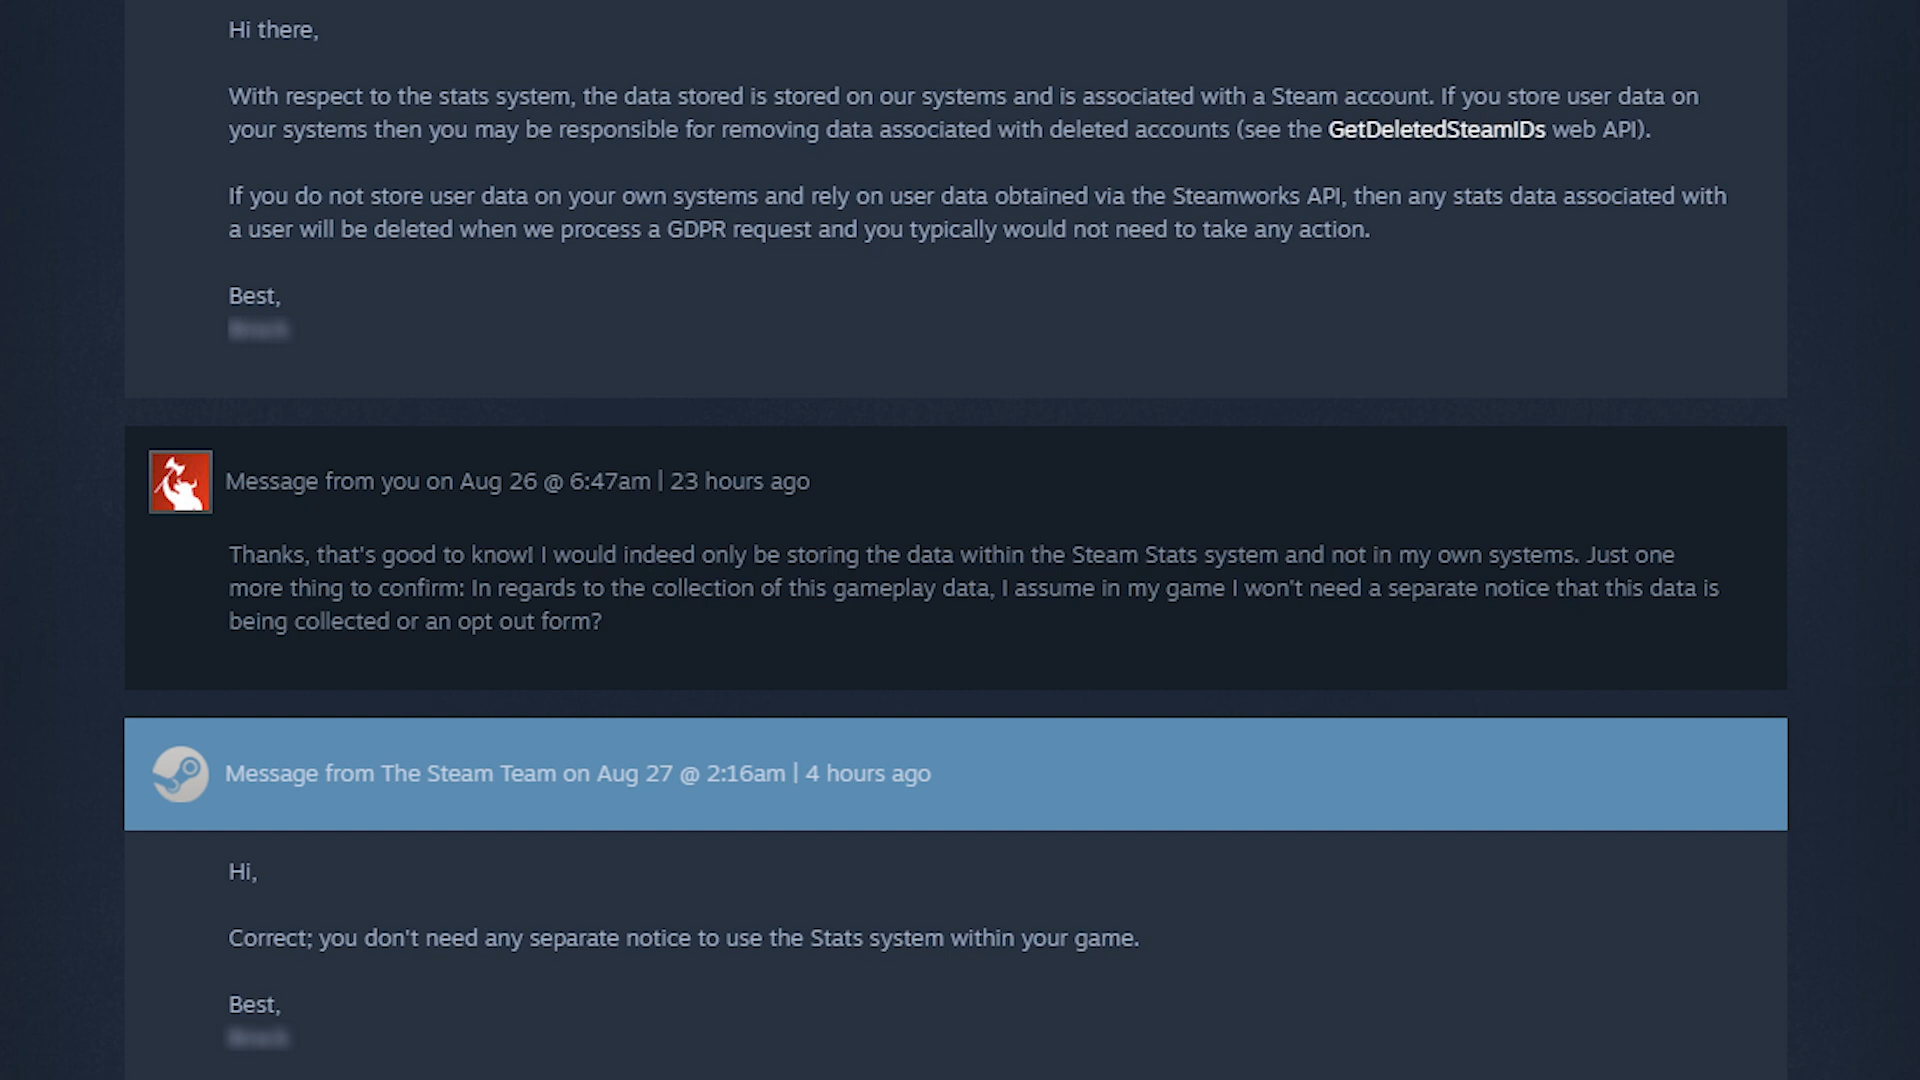 Hi there,
With respect to the stats system, the data stored is stored on our systems and is associated with a Steam account. If you store user data on
your systems then you may be responsible for removing data associated with deleted accounts (see the GetDeletedSteamIDs web API).
If you do not store user data on your own systems and rely on user data obtained via the Steamworks API, then any stats data associated with
a user will be deleted when we process a GDPR request and you typically would not need to take any action.
Best,
Message from you on Aug 26 @ 6:47am | 23 hours ago
Thanks, that's good to know! I would indeed only be storing the data within the Steam Stats system and not in my own systems. Just one
more thing to confirm: In regards to the collection of this gameplay data, I assume in my game I won't need a separate notice that this data is
being collected or an opt out form?
Message from The Steam Team on Aug 27 @ 2:16am | 4 hours ago
Hi,
Correct; you don't need any separate notice to use the Stats system within your game.
Best,